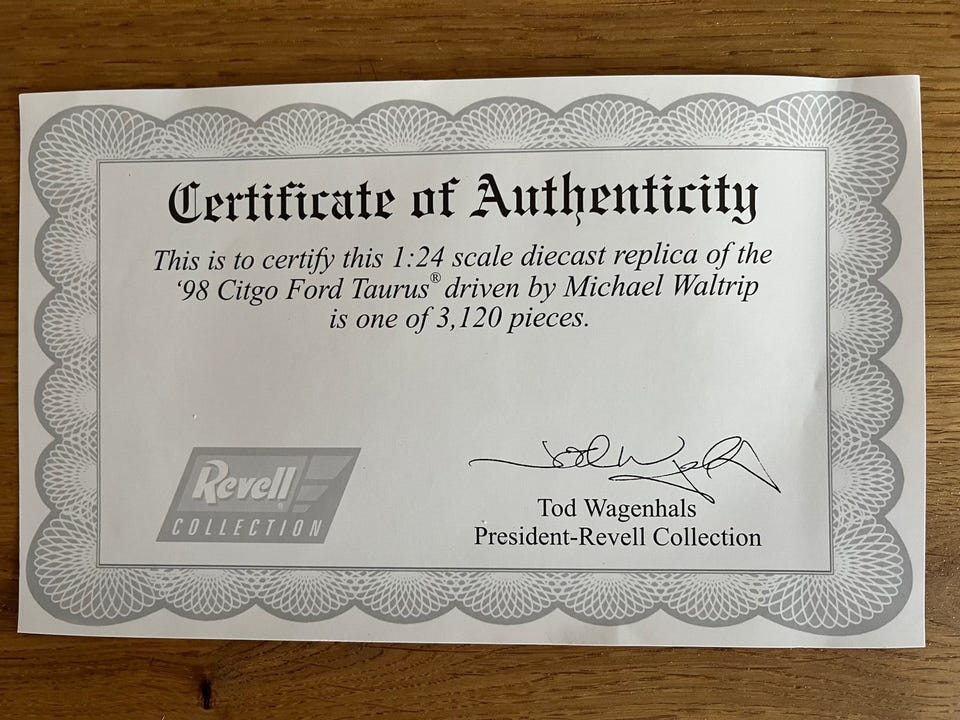 Certificate of Authenticity
This is to certify this 1:24 scale diecast replica of the
‘98 Citgo Ford Taurus® driven by Michael Waltrip
is one of 3,120 pieces.
Revell
COLLECTION
Tod Wagenhals
President-Revell Collection